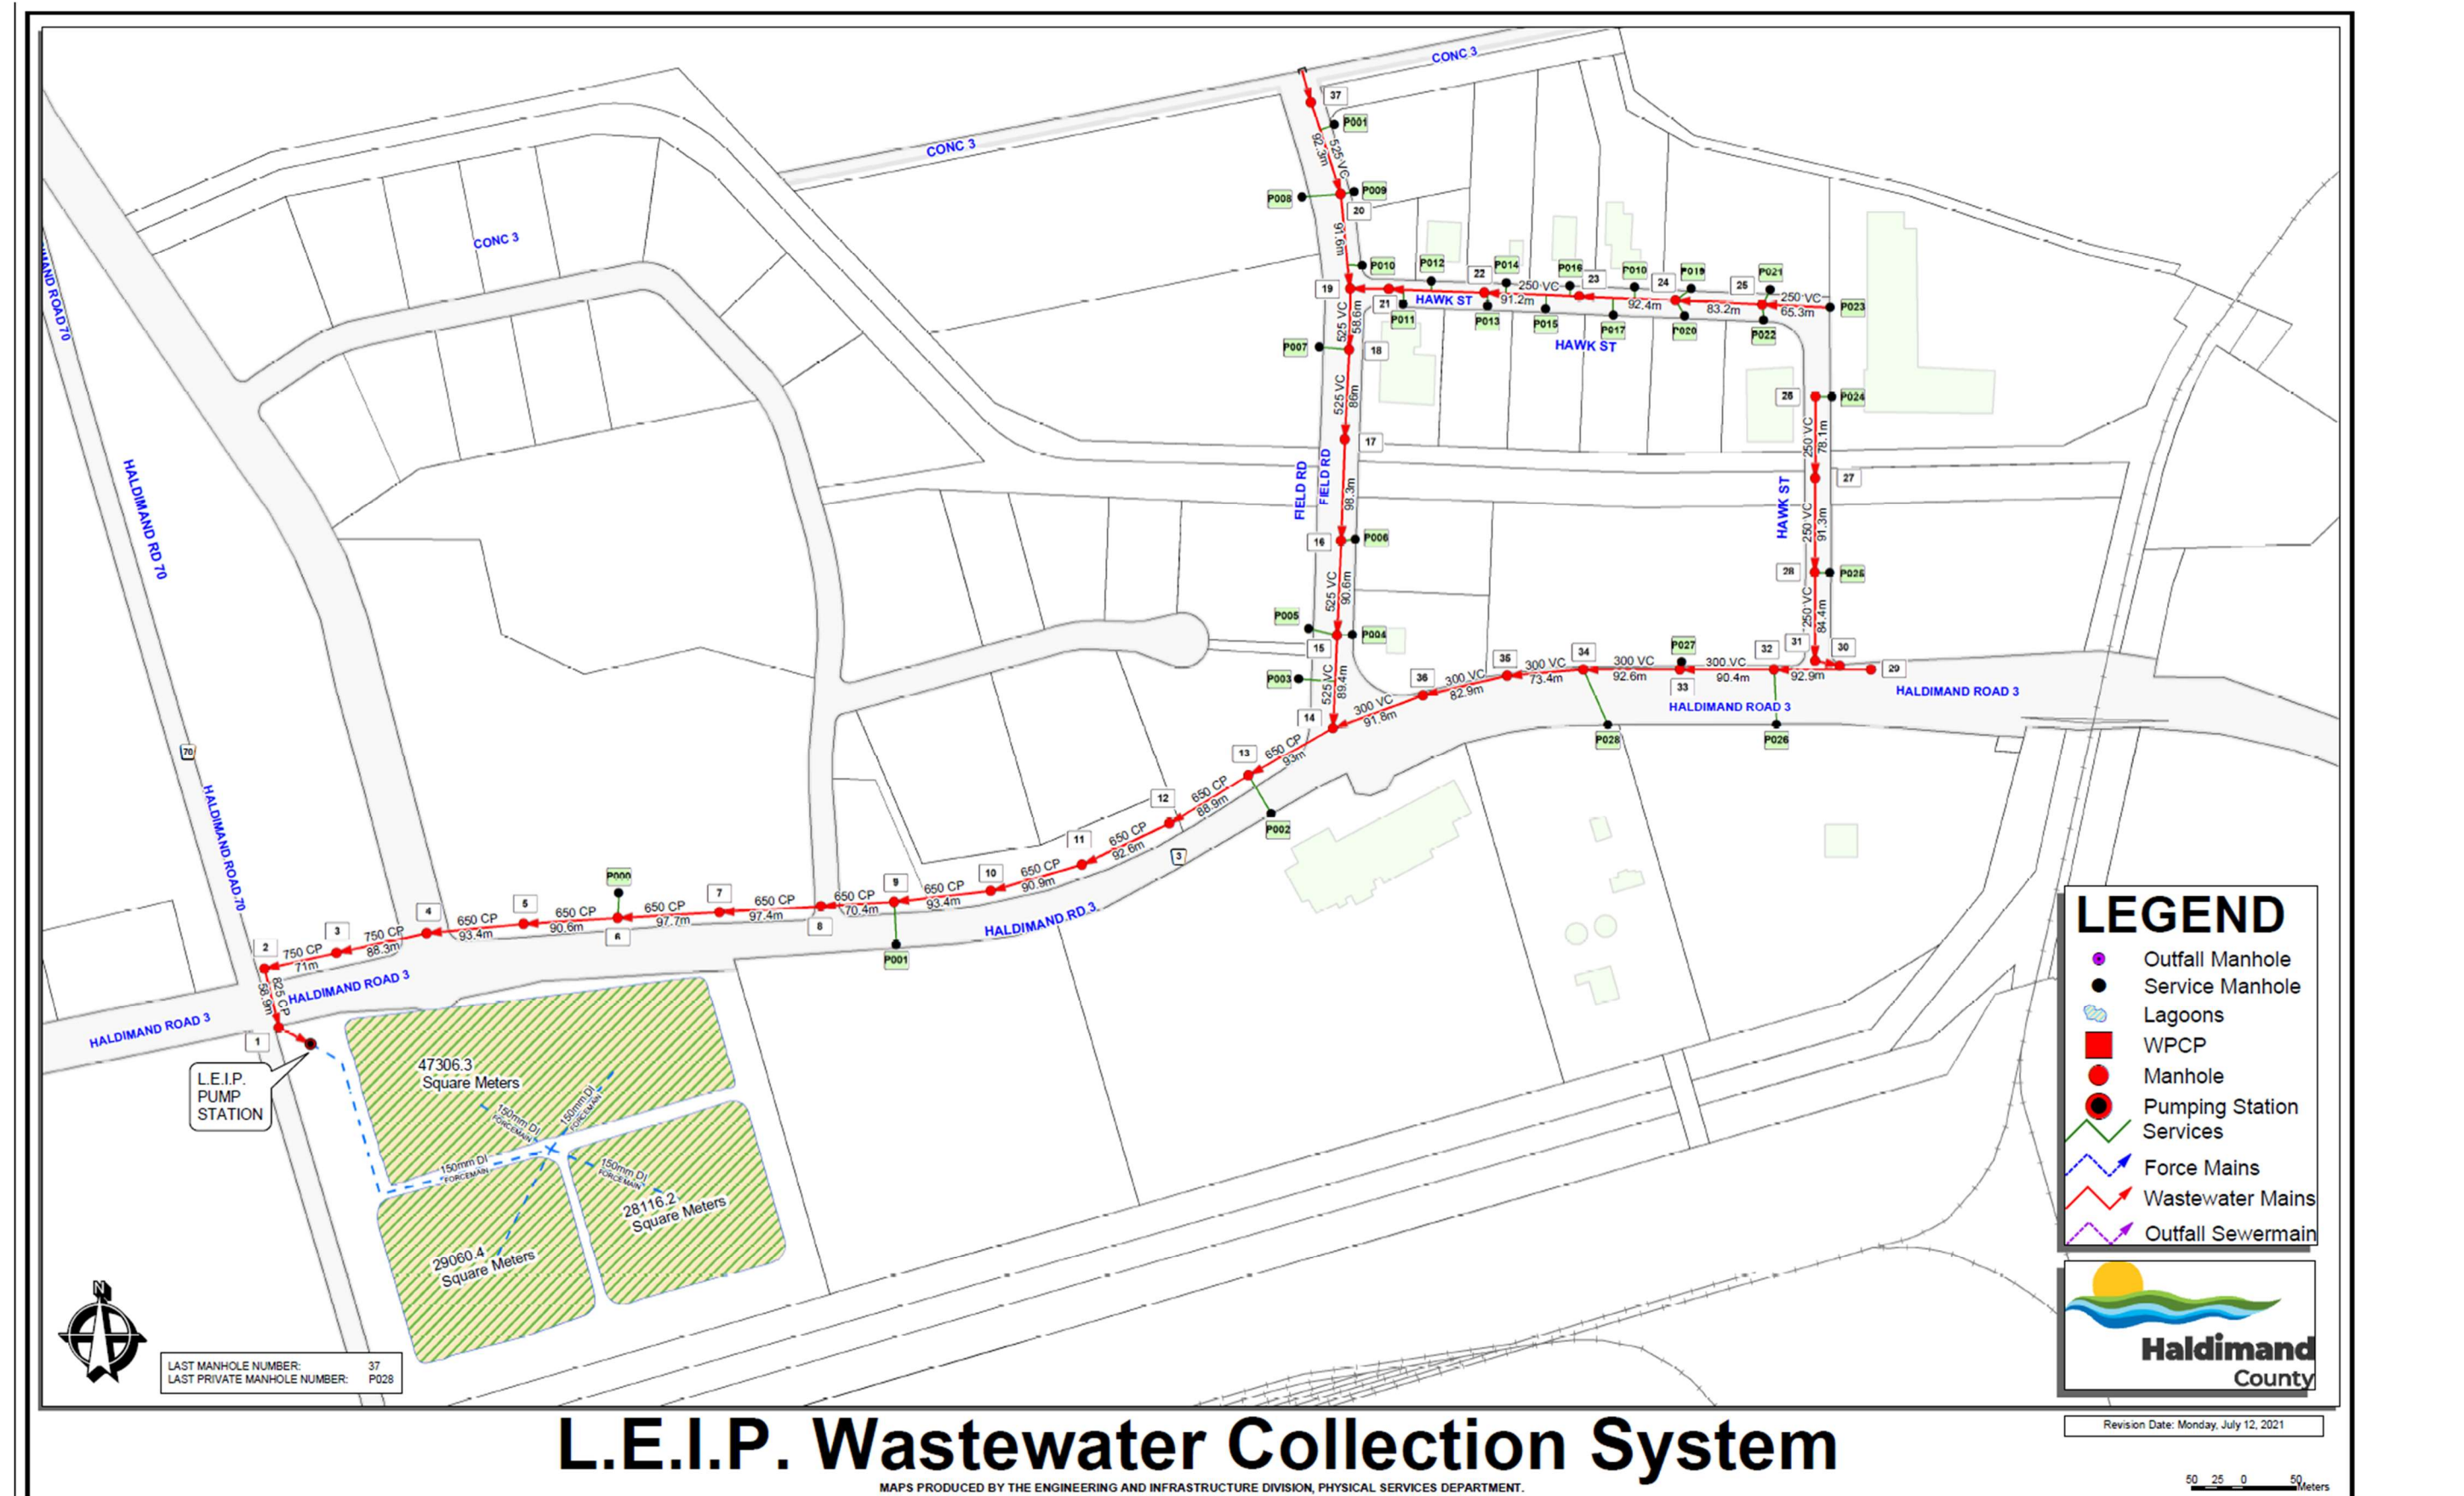 CONC 3
37
P001
92.3m
525 VC
CONC 3
P008
P009
20
91.6m
CONC 3
P010
P012
22
P014
P016
23
P010
24
P019
25
P021
19
21
HAWK ST
250 VC
91.2m
92.4m
83.2m
250 VC
65.3m
P023
P011
P013
P015
P017
P020
P022
HAWK ST
525 VC
58.6m
P007
18
525 VC
86m
26
P024
250 VC
78.1m
17
FIELD RD
FIELD RD
98.3m
27
HAWK ST
250 VC
91.3m
16
P006
28
P025
525 VC
90.6m
250 VC
84.4m
P005
P004
15
P003
525 VC
89.4m
14
31
30
29
32
P027
33
34
35
36
300 VC
91.8m
300 VC
82.9m
300 VC
73.4m
300 VC
92.6m
300 VC
90.4m
92.9m
HALDIMAND ROAD 3
HALDIMAND ROAD 3
P028
P026
HALDIMAND RD 70
70
HALDIMAND ROAD 70
13
650 CP
93m
12
650 CP
88.9m
P002
11
650 CP
92.6m
3
10
650 CP
90.9m
9
650 CP
93.4m
P001
8
650 CP
70.4m
7
650 CP
97.4m
P000
6
650 CP
97.7m
5
650 CP
90.6m
4
650 CP
93.4m
3
750 CP
88.3m
2
750 CP
71m
825 CP
58.9m
1
HALDIMAND RD 3
HALDIMAND ROAD 3
HALDIMAND ROAD 3
L.E.I.P.
PUMP
STATION
47306.3
Square Meters
150mm DI
FORCEMAIN
150mm DI
FORCEMAIN
150mm DI
FORCEMAIN
150mm DI
FORCEMAIN
28116.2
Square Meters
29060.4
Square Meters
N
LAST MANHOLE NUMBER: 37
LAST PRIVATE MANHOLE NUMBER: P028
LEGEND
Outfall Manhole
Service Manhole
Lagoons
WPCP
Manhole
Pumping Station
Services
Force Mains
Wastewater Mains
Outfall Sewermain
Haldimand
County
L.E.I.P. Wastewater Collection System
MAPS PRODUCED BY THE ENGINEERING AND INFRASTRUCTURE DIVISION, PHYSICAL SERVICES DEPARTMENT.
Revision Date: Monday, July 12, 2021
50 25 0 50
Meters